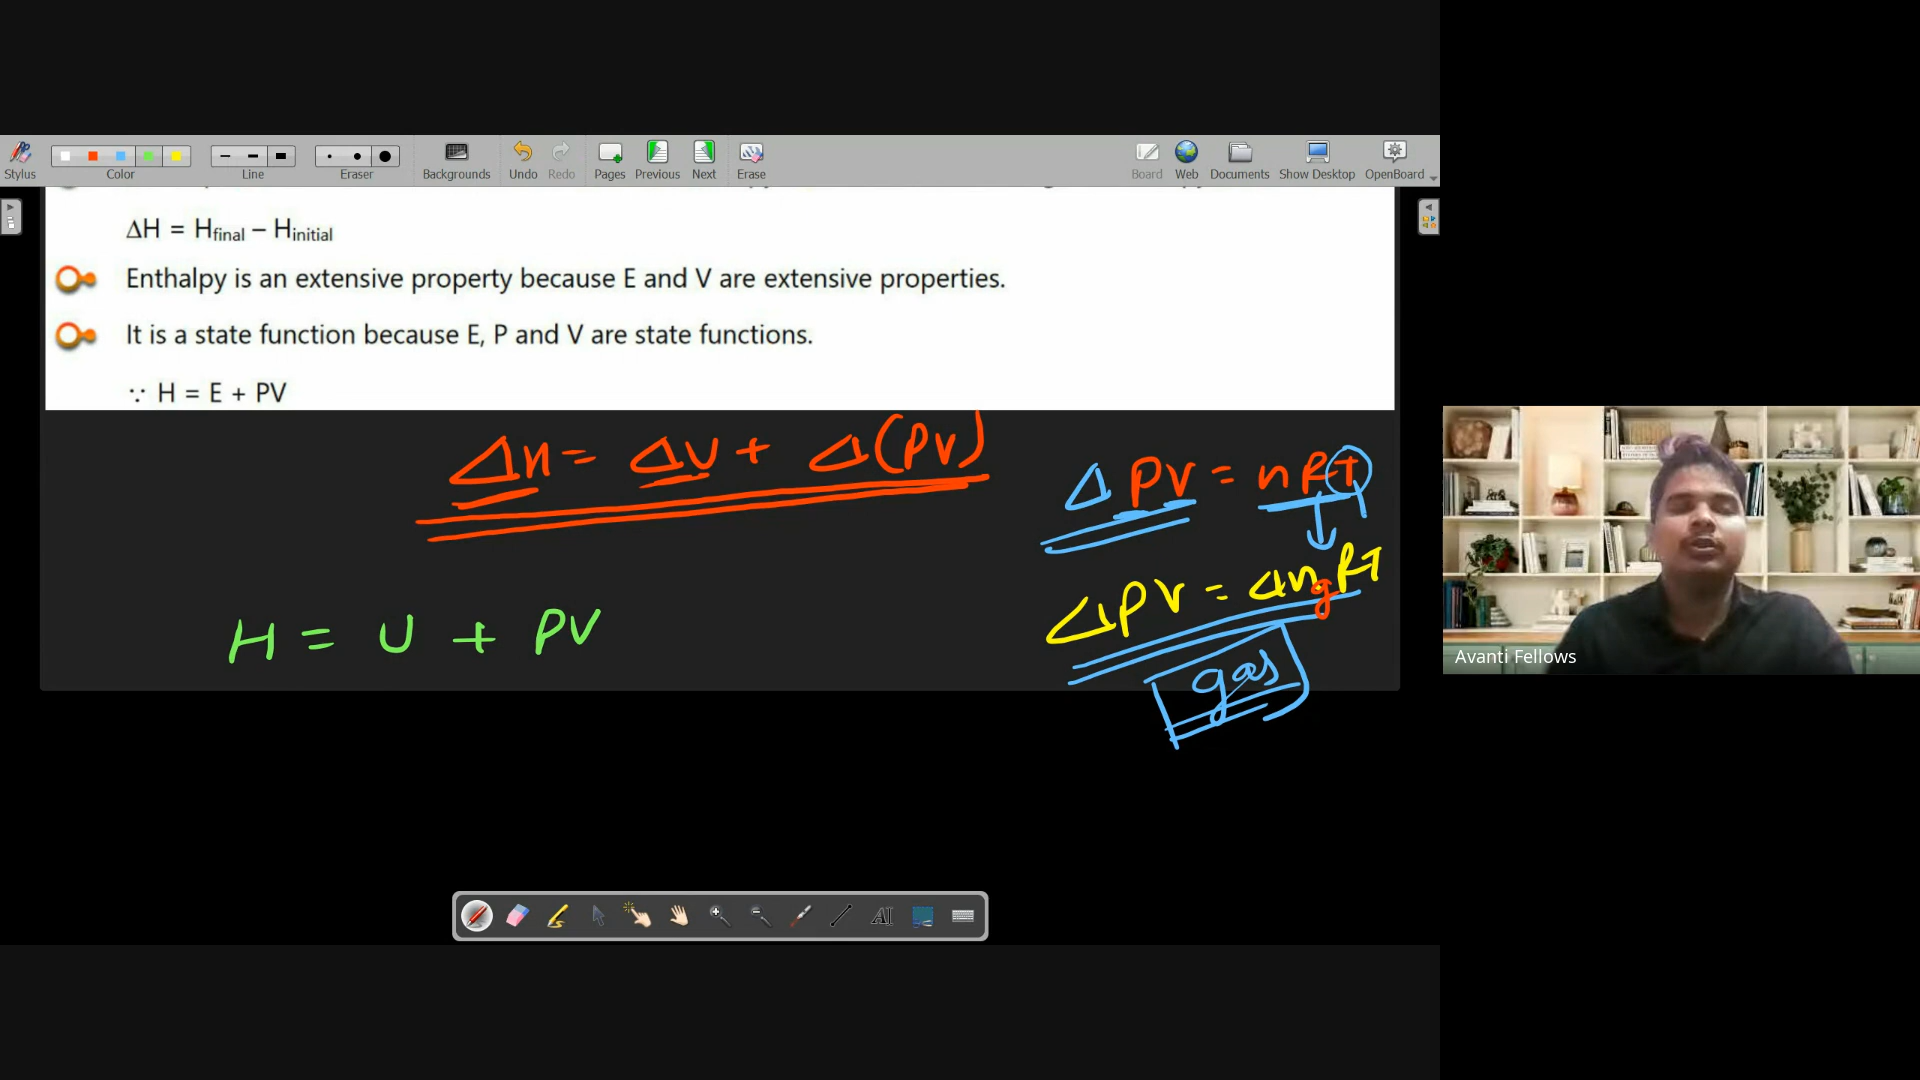 Stylus
Color
Line
Eraser
Backgrounds
Undo
Redo
Pages
Previous
Next
Erase
Board
Web
Documents
Show Desktop
OpenBoard
ΔH = Hfinal – Hinitial
Enthalpy is an extensive property because E and V are extensive properties.
It is a state function because E, P and V are state functions.
∵ H = E + PV
ΔH = ΔU + Δ(PV)
Δ PV = nRT
ΔPV = ΔngRT
gas
H = U + PV
Avanti Fellows
AI